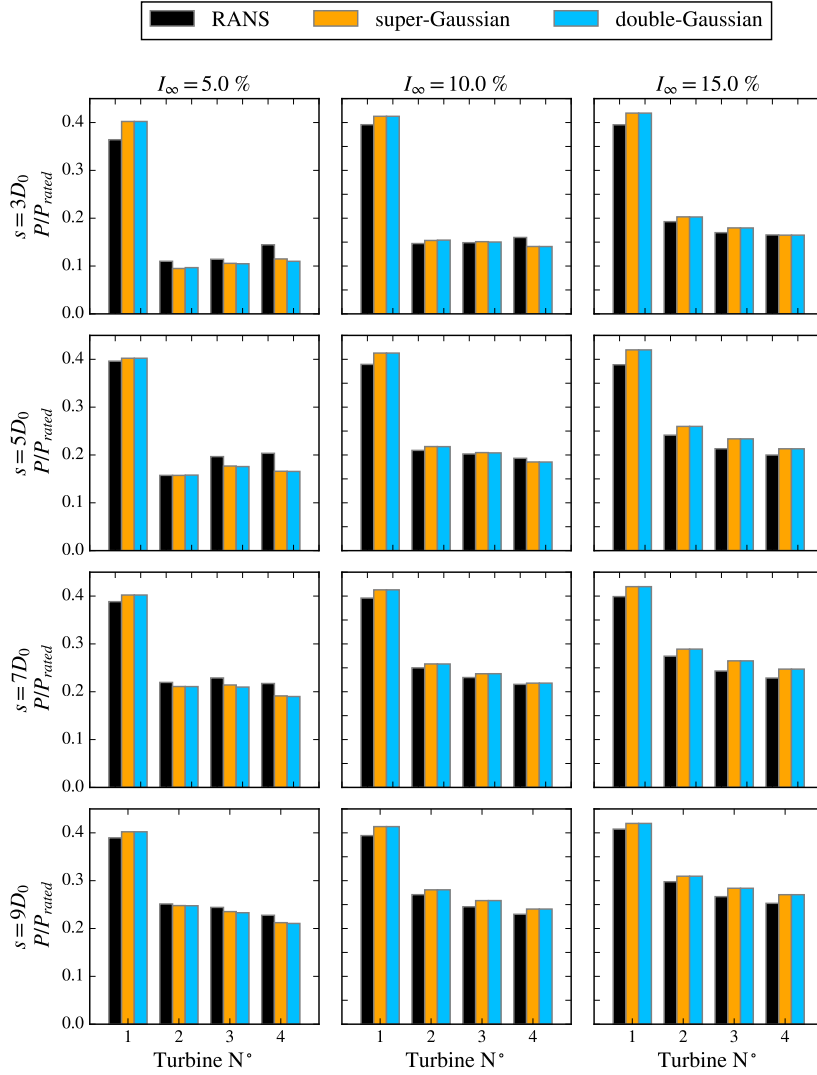 RANS super-Gaussian double-Gaussian
I∞ = 5.0 % I∞ = 10.0 % I∞ = 15.0 %
s = 3D0
P/Prated
0.4
0.3
0.2
0.1
0.0
s = 5D0
P/Prated
0.4
0.3
0.2
0.1
0.0
s = 7D0
P/Prated
0.4
0.3
0.2
0.1
0.0
s = 9D0
P/Prated
0.4
0.3
0.2
0.1
0.0
1 2 3 4 1 2 3 4 1 2 3 4
Turbine N° Turbine N° Turbine N°